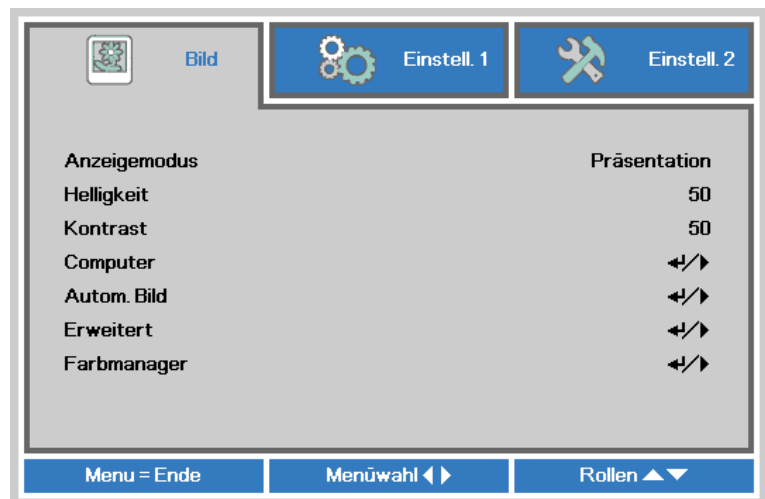 Bild Einstell. 1 Einstell. 2
Anzeigemodus Präsentation
Helligkeit 50
Kontrast 50
Computer ↵/▶
Autom. Bild ↵/▶
Erweitert ↵/▶
Farbmanager ↵/▶
Menu = Ende Menüwahl ◀ ▶ Rollen ▲▼